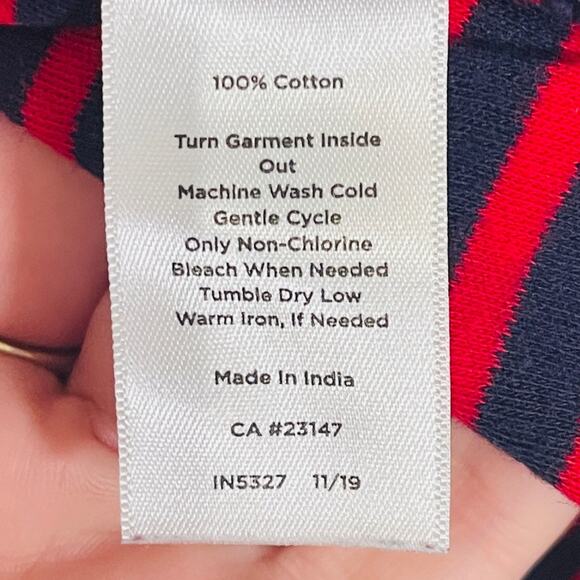 100% Cotton
Turn Garment Inside
Out
Machine Wash Cold
Gentle Cycle
Only Non-Chlorine
Bleach When Needed
Tumble Dry Low
Warm Iron, If Needed
Made In India
CA #23147
IN5327 11/19